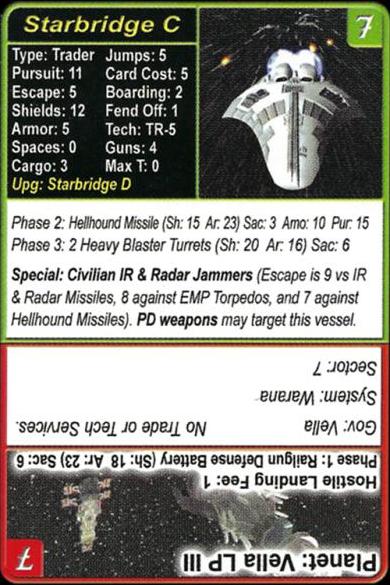 Starbridge C
7
Type: Trader Jumps: 5
Pursuit: 11 Card Cost: 5
Escape: 5 Boarding: 2
Shields: 12 Fend Off: 1
Armor: 5 Tech: TR-5
Spaces: 0 Guns: 4
Cargo: 3 Max T: 0
Upg: Starbridge D
Phase 2: Hellhound Missile (Sh: 15 Ar: 23) Sac: 3 Amo: 10 Pur: 15
Phase 3: 2 Heavy Blaster Turrets (Sh: 20 Ar: 16) Sac: 6
Special: Civilian IR & Radar Jammers (Escape is 9 vs IR
& Radar Missiles, 8 against EMP Torpedos, and 7 against
Hellhound Missiles). PD weapons may target this vessel.
Planet: Vella LP III
7
Hostile Landing Fee: 1
Phase 1: Railgun Defense Battery (Sh: 18 Ar: 23) Sac: 6
Gov: Vella No Trade or Tech Services.
System: Warana
Sector: 7